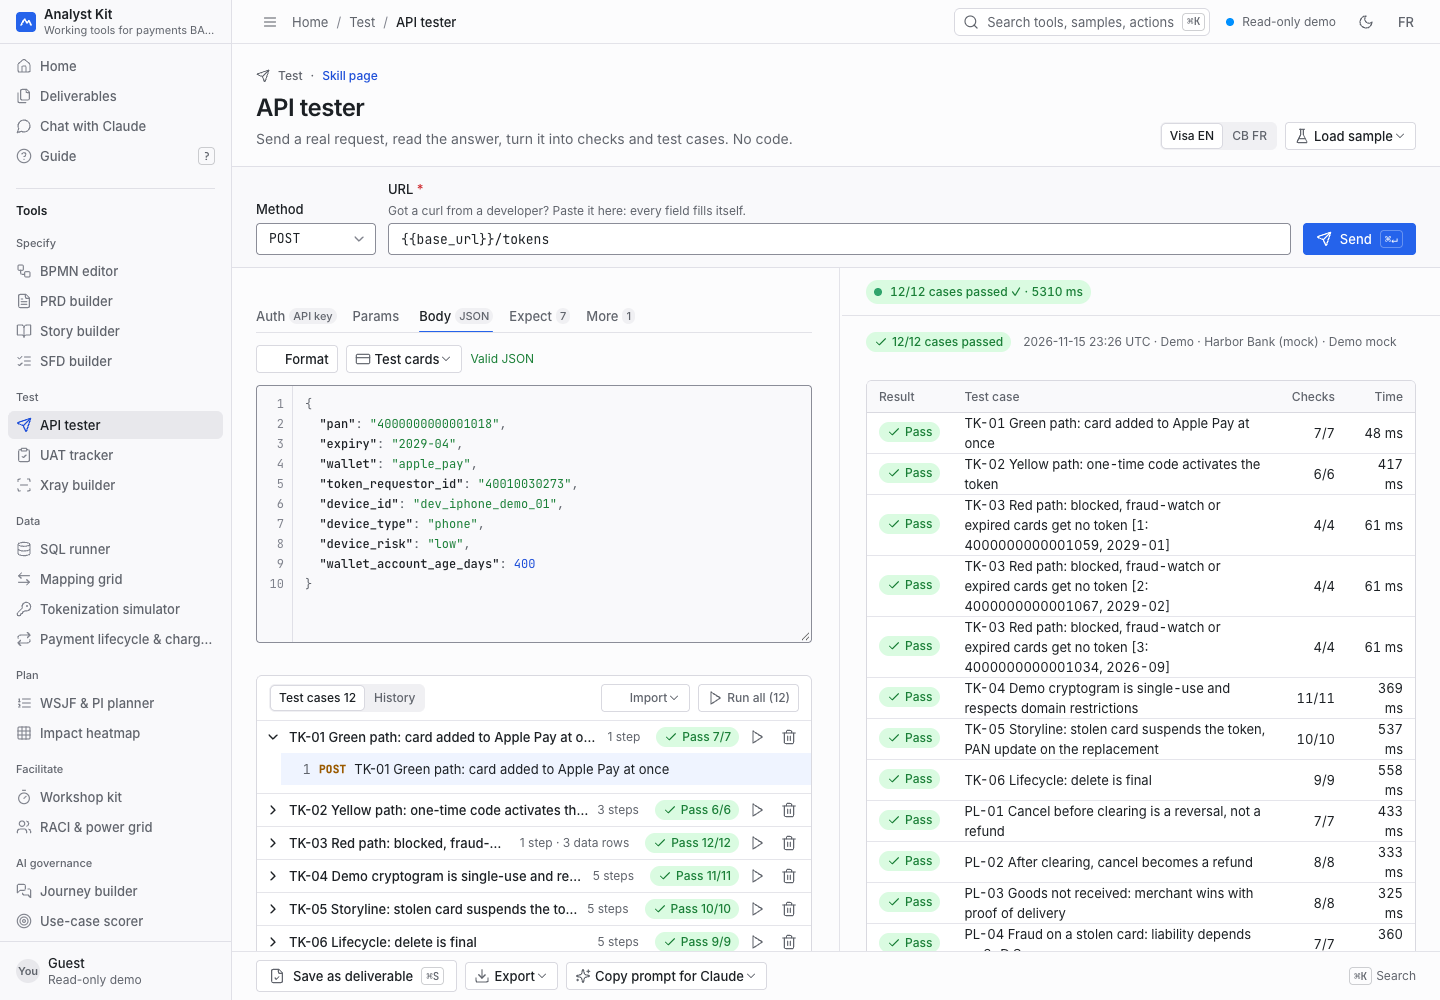 Analyst Kit
Working tools for payments BA...
Home
Deliverables
Chat with Claude
Guide
?
Tools
Specify
BPMN editor
PRD builder
Story builder
SFD builder
Test
API tester
UAT tracker
Xray builder
Data
SQL runner
Mapping grid
Tokenization simulator
Payment lifecycle & charg...
Plan
WSJF & PI planner
Impact heatmap
Facilitate
Workshop kit
RACI & power grid
AI governance
Journey builder
Use-case scorer
You
Guest
Read-only demo
Home / Test / API tester
Search tools, samples, actions ⌘K
Read-only demo
FR
Test · Skill page
API tester
Send a real request, read the answer, turn it into checks and test cases. No code.
Visa EN
CB FR
Load sample
Method
POST
URL *
Got a curl from a developer? Paste it here: every field fills itself.
{{base_url}}/tokens
Send ⌘↵
Auth API key
Params
Body JSON
Expect 7
More 1
Format
Test cards
Valid JSON
1 {
2 "pan": "4000000000001018",
3 "expiry": "2029-04",
4 "wallet": "apple_pay",
5 "token_requestor_id": "40010030273",
6 "device_id": "dev_iphone_demo_01",
7 "device_type": "phone",
8 "device_risk": "low",
9 "wallet_account_age_days": 400
10 }
Test cases 12
History
Import
Run all (12)
TK-01 Green path: card added to Apple Pay at o... 1 step Pass 7/7
1 POST TK-01 Green path: card added to Apple Pay at once
TK-02 Yellow path: one-time code activates th... 3 steps Pass 6/6
TK-03 Red path: blocked, fraud-... 1 step · 3 data rows Pass 12/12
TK-04 Demo cryptogram is single-use and re... 5 steps Pass 11/11
TK-05 Storyline: stolen card suspends the to... 5 steps Pass 10/10
TK-06 Lifecycle: delete is final 5 steps Pass 9/9
12/12 cases passed ✓ · 5310 ms
12/12 cases passed
2026-11-15 23:26 UTC · Demo · Harbor Bank (mock) · Demo mock
Result Test case Checks Time
Pass TK-01 Green path: card added to Apple Pay at
once
7/7 48 ms
Pass TK-02 Yellow path: one-time code activates the
token
6/6 417
ms
Pass TK-03 Red path: blocked, fraud-watch or
expired cards get no token [1:
4000000000001059, 2029-01]
4/4 61 ms
Pass TK-03 Red path: blocked, fraud-watch or
expired cards get no token [2:
4000000000001067, 2029-02]
4/4 61 ms
Pass TK-03 Red path: blocked, fraud-watch or
expired cards get no token [3:
4000000000001034, 2026-09]
4/4 61 ms
Pass TK-04 Demo cryptogram is single-use and
respects domain restrictions
11/11 369
ms
Pass TK-05 Storyline: stolen card suspends the token,
PAN update on the replacement
10/10 537
ms
Pass TK-06 Lifecycle: delete is final
9/9 558
ms
Pass PL-01 Cancel before clearing is a reversal, not a
refund
7/7 433
ms
Pass PL-02 After clearing, cancel becomes a refund
8/8 333
ms
Pass PL-03 Goods not received: merchant wins with
proof of delivery
8/8 325
ms
Pass PL-04 Fraud on a stolen card: liability depends
7/7 360
Save as deliverable ⌘S
Export
Copy prompt for Claude
⌘K Search